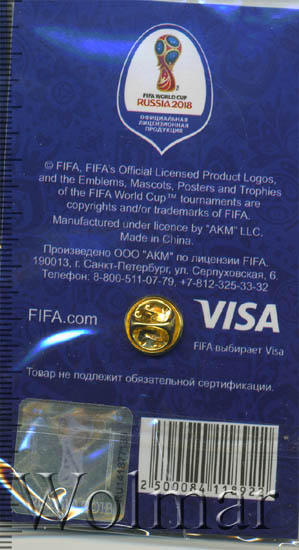 FIFA WORLD CUP
RUSSIA 2018
ОФИЦИАЛЬНАЯ
ЛИЦЕНЗИОННАЯ
ПРОДУКЦИЯ
© FIFA, FIFA's Official Licensed Product Logos,
and the Emblems, Mascots, Posters and Trophies
of the FIFA World Cup™ tournaments are
copyrights and/or trademarks of FIFA.
Manufactured under licence by "AKM" LLC.
Made in China.
Произведено ООО "АКМ" по лицензии FIFA.
190013, г. Санкт-Петербург, ул. Серпуховская, 6.
Телефон: 8-800-511-07-79, +7-812-325-33-32
FIFA.com
VISA
FIFA выбирает Visa
Товар не подлежит обязательной сертификации.
2500084118922
Wolmar